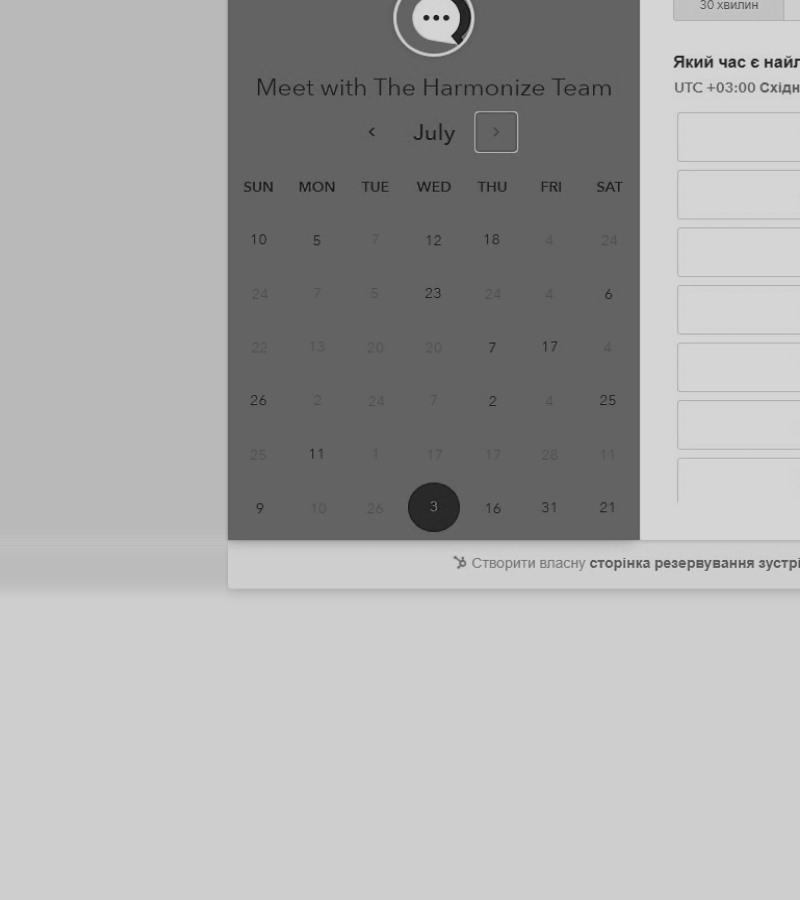 30 хвилин
Meet with The Harmonize Team
July
Який час є найл
UTC +03:00 Східн
SUN MON TUE WED THU FRI SAT
10 5 7 12 18 4 24
24 7 5 23 24 4 6
22 13 20 20 7 17 4
26 2 24 7 2 4 25
25 11 1 17 17 28 11
9 10 26 3 16 31 21
Створити власну сторінка резервування зустрі